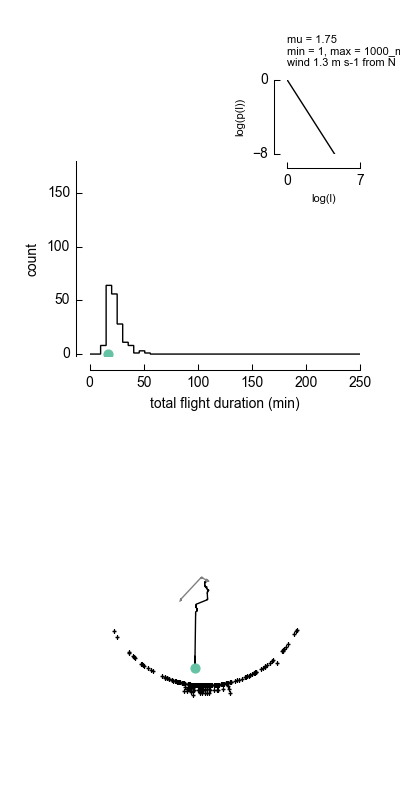 mu = 1.75
min = 1, max = 1000_m
wind 1.3 m s-1 from N
0
log(p(l))
−8
0
7
log(l)
150
100
50
0
count
0
50
100
150
200
250
total flight duration (min)